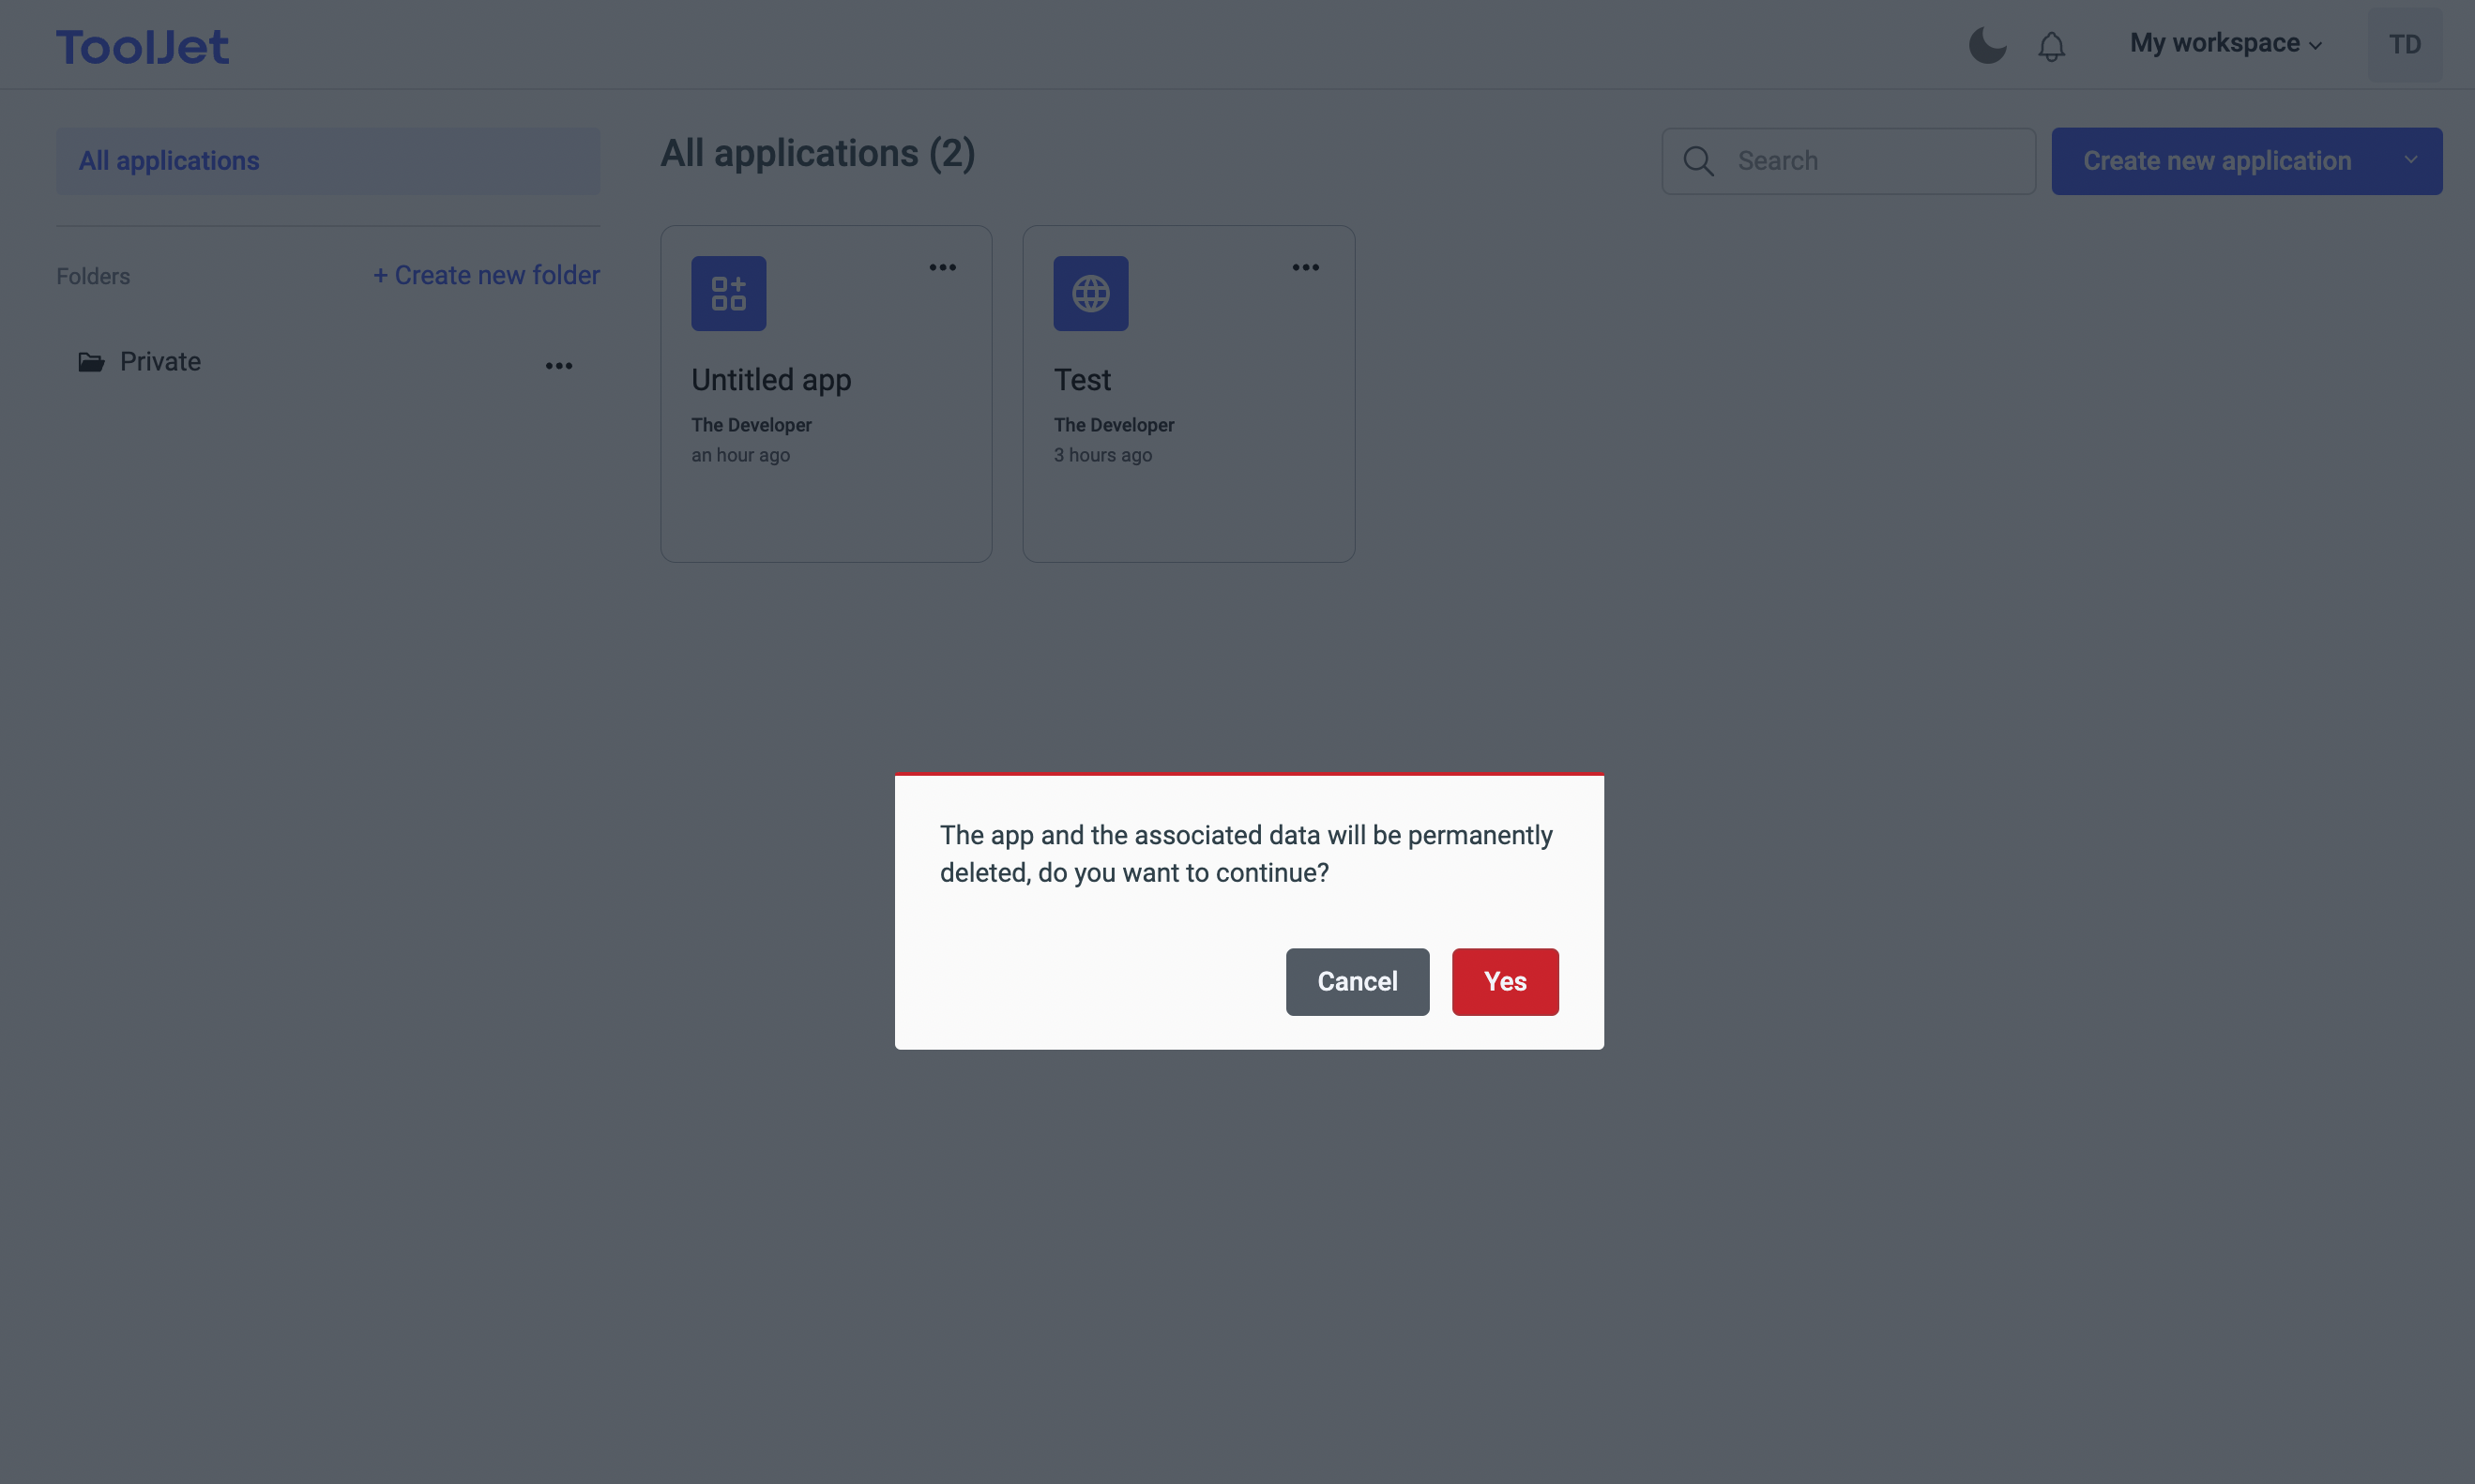 ToolJet
My workspace
TD
All applications
Folders
+ Create new folder
Private
All applications (2)
Search
Create new application
Untitled app
The Developer
an hour ago
Test
The Developer
3 hours ago
The app and the associated data will be permanently
deleted, do you want to continue?
Cancel
Yes